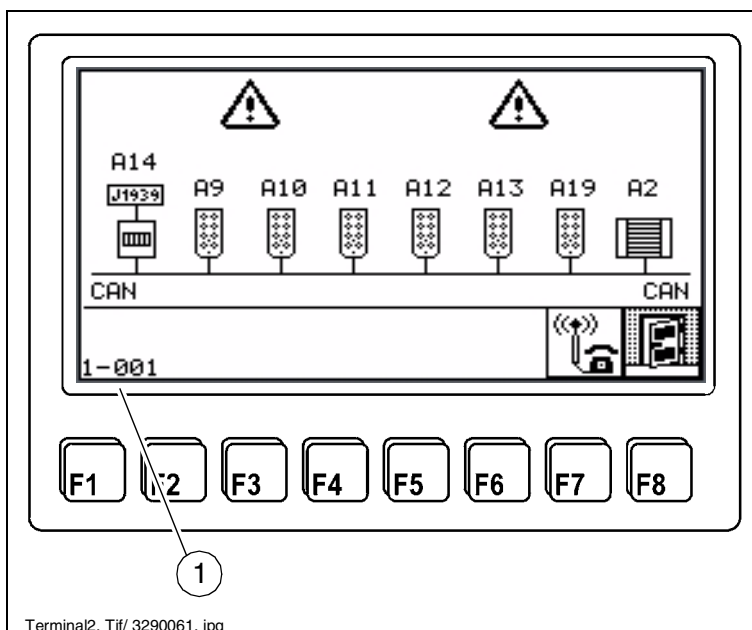 A14
J1939
A9 A10 A11 A12 A13 A19 A2
CAN CAN
1-001
F1 F2 F3 F4 F5 F6 F7 F8
1
Terminal2. Tif/ 3290061. jpg